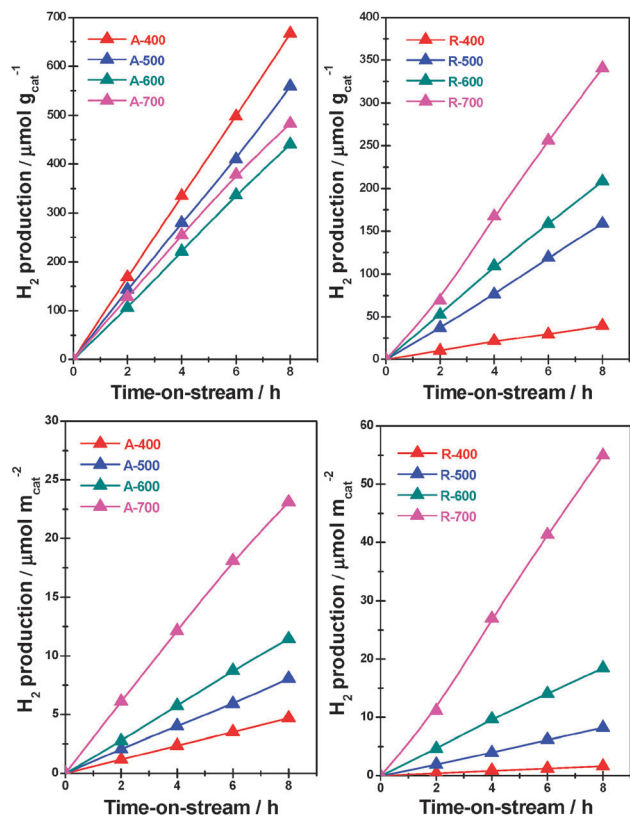 700
600
500
400
300
200
100
0
H₂ production / μmol g_cat⁻¹
A-400
A-500
A-600
A-700
0 2 4 6 8
Time-on-stream / h
400
350
300
250
200
150
100
50
0
H₂ production / μmol g_cat⁻¹
R-400
R-500
R-600
R-700
0 2 4 6 8
Time-on-stream / h
30
25
20
15
10
5
0
H₂ production / μmol m_cat⁻²
A-400
A-500
A-600
A-700
0 2 4 6 8
Time-on-stream / h
60
50
40
30
20
10
0
H₂ production / μmol m_cat⁻²
R-400
R-500
R-600
R-700
0 2 4 6 8
Time-on-stream / h